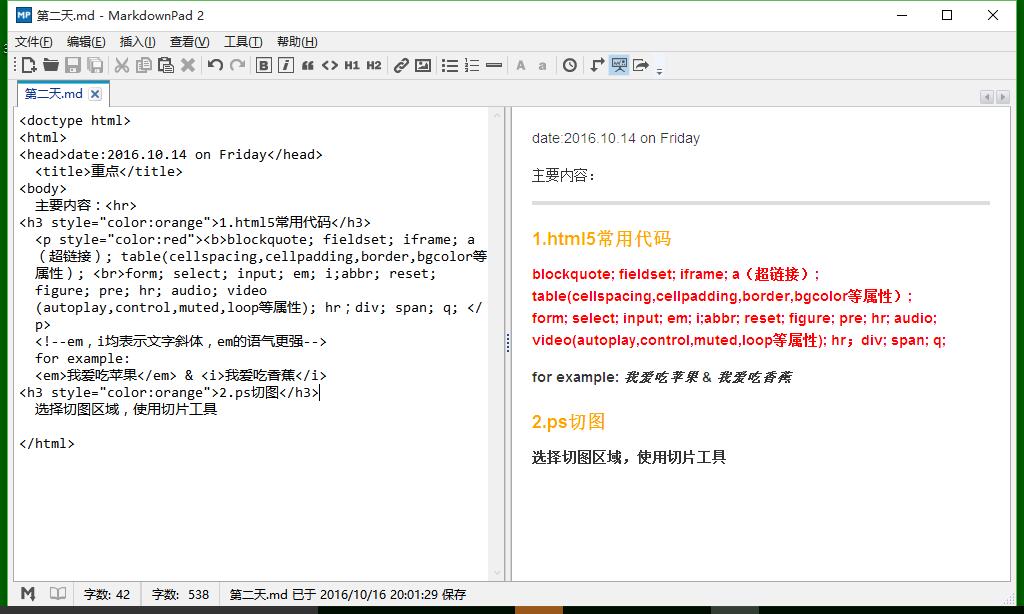 第二天.md - MarkdownPad 2
文件(F) 编辑(E) 插入(I) 查看(V) 工具(T) 帮助(H)
B i “ <> H1 H2 A a
第二天.md
<doctype html>
<html>
<head>date:2016.10.14 on Friday</head>
<title>重点</title>
<body>
主要内容：<hr>
<h3 style="color:orange">1.html5常用代码</h3>
<p style="color:red"><b>blockquote; fieldset; iframe; a
（超链接）; table(cellspacing,cellpadding,border,bgcolor等
属性）; <br>form; select; input; em; i;abbr; reset;
figure; pre; hr; audio; video
(autoplay,control,muted,loop等属性); hr；div; span; q; </
p>
<!--em，i均表示文字斜体，em的语气更强-->
for example:
<em>我爱吃苹果</em> & <i>我爱吃香蕉</i>
<h3 style="color:orange">2.ps切图</h3>
选择切图区域，使用切片工具
</html>
date:2016.10.14 on Friday
主要内容：
1.html5常用代码
blockquote; fieldset; iframe; a（超链接）;
table(cellspacing,cellpadding,border,bgcolor等属性）;
form; select; input; em; i;abbr; reset; figure; pre; hr; audio;
video(autoplay,control,muted,loop等属性); hr；div; span; q;
for example: 我爱吃苹果 & 我爱吃香蕉
2.ps切图
选择切图区域，使用切片工具
字数: 42 字数: 538 第二天.md 已于 2016/10/16 20:01:29 保存